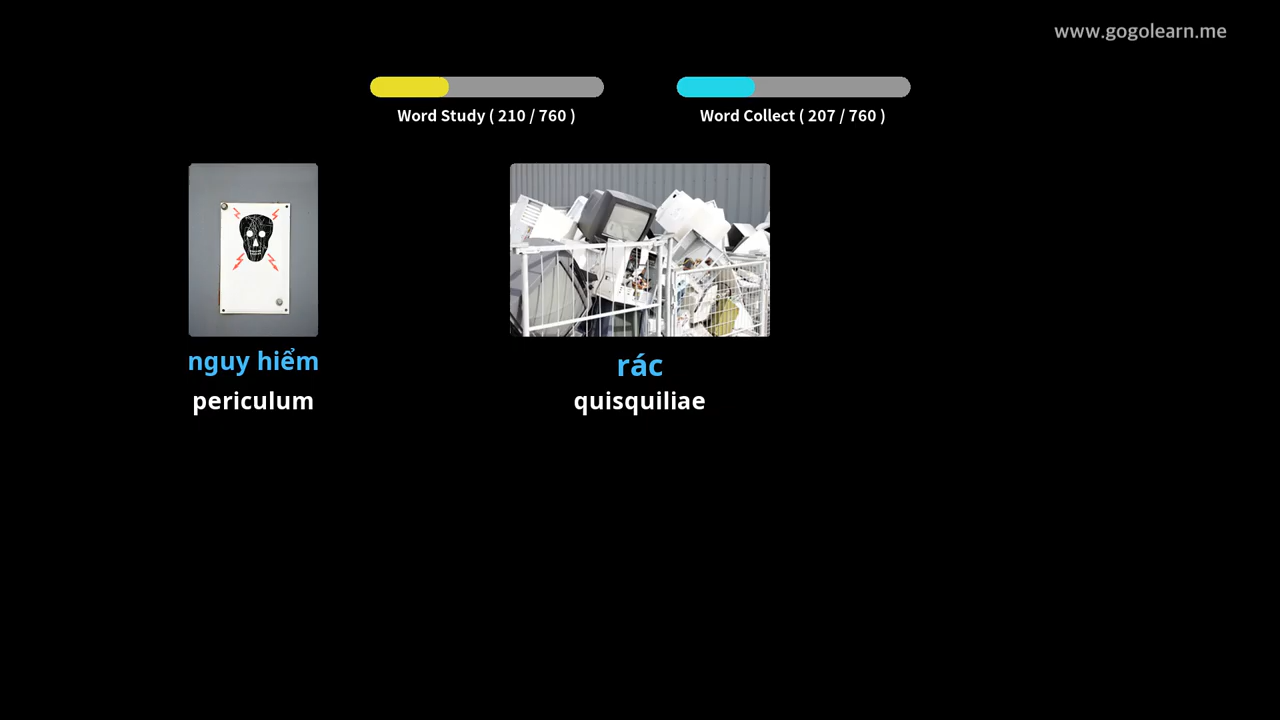 www.gogolearn.me
Word Study ( 210 / 760 )
Word Collect ( 207 / 760 )
nguy hiểm
periculum
rác
quisquiliae